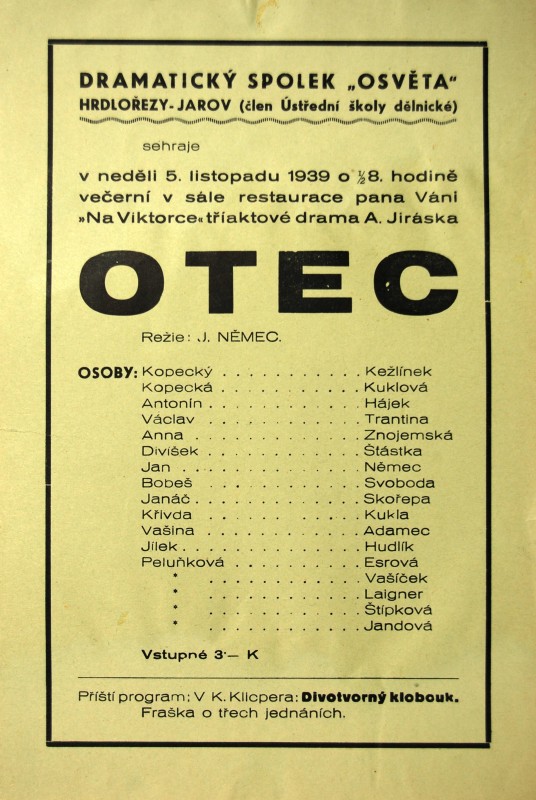 DRAMATICKÝ SPOLEK „OSVĚTA“
HRDLOŘEZY-JAROV (člen Ústřední školy dělnické)
sehraje
v neděli 5. listopadu 1939 o ½8. hodině
večerní v sále restaurace pana Váni
»Na Viktorce« tříaktové drama A. Jiráska
OTEC
Režie: J. NĚMEC.
OSOBY: Kopecký . . . . . . . . . . . Kežlínek
Kopecká . . . . . . . . . . . Kuklová
Antonín . . . . . . . . . . . . Hájek
Václav . . . . . . . . . . . . Trantina
Anna . . . . . . . . . . . . . Znojemská
Divíšek . . . . . . . . . . . . Šťástka
Jan . . . . . . . . . . . . . . Němec
Bobeš . . . . . . . . . . . . Svoboda
Janáč . . . . . . . . . . . . . Skořepa
Křivda . . . . . . . . . . . . Kukla
Vašina . . . . . . . . . . . . Adamec
Jílek . . . . . . . . . . . . . . Hudlík
Peluňková . . . . . . . . . . Esrová
* . . . . . . . . . . . . Vašíček
* . . . . . . . . . . . . Laigner
* . . . . . . . . . . . . Štípková
* . . . . . . . . . . . . Jandová
Vstupné 3·— K
Příští program: V K. Klicpera: Divotvorný klobouk.
Fraška o třech jednáních.